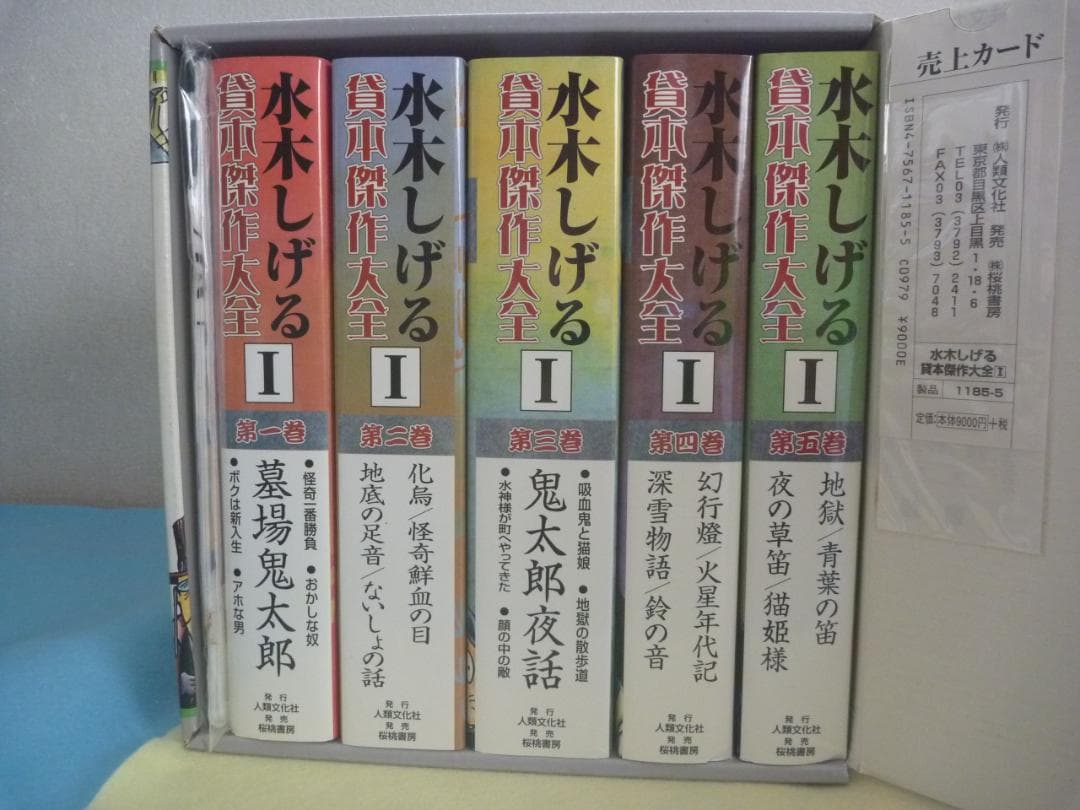 水木しげる
貸本傑作大全
I
第一巻
墓場鬼太郎
●怪奇一番勝負 ●おかしな奴
●ボクは新入生 ●アホな男
発行
人類文化社
発売
桜桃書房
水木しげる
貸本傑作大全
I
第二巻
化烏/怪奇鮮血の目
地底の足音/ないしょの話
発行
人類文化社
発売
桜桃書房
水木しげる
貸本傑作大全
I
第三巻
鬼太郎夜話
●吸血鬼と猫娘 ●地獄の散歩道
●水神様が町へやってきた ●顔の中の敵
発行
人類文化社
発売
桜桃書房
水木しげる
貸本傑作大全
I
第四巻
幻行燈/火星年代記
深雪物語/鈴の音
発行
人類文化社
発売
桜桃書房
水木しげる
貸本傑作大全
I
第五巻
地獄/青葉の笛
夜の草笛/猫姫様
発行
人類文化社
発売
桜桃書房
売上カード
発行 ㈱人類文化社 発売 ㈱桜桃書房
東京都目黒区上目黒1・18・6
TEL03(3792)2411
FAX03(3793)7048
ISBN4-7567-1185-5 C0979 ¥9000E
水木しげる
貸本傑作大全I
製品 1185-5
定価:本体9000円+税